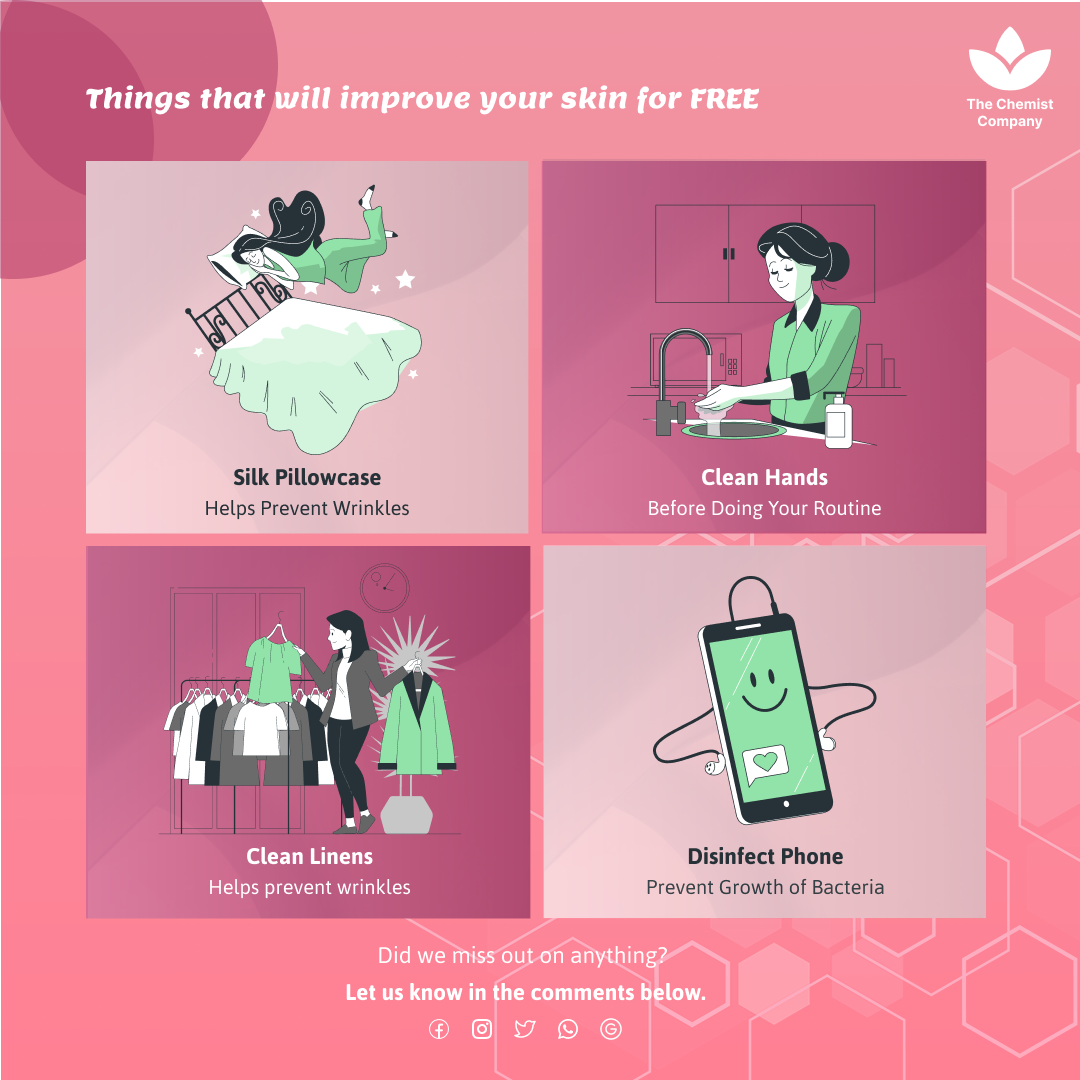 Things that will improve your skin for FREE
The Chemist
Company
Silk Pillowcase
Helps Prevent Wrinkles
Clean Hands
Before Doing Your Routine
Clean Linens
Helps prevent wrinkles
Disinfect Phone
Prevent Growth of Bacteria
Did we miss out on anything?
Let us know in the comments below.